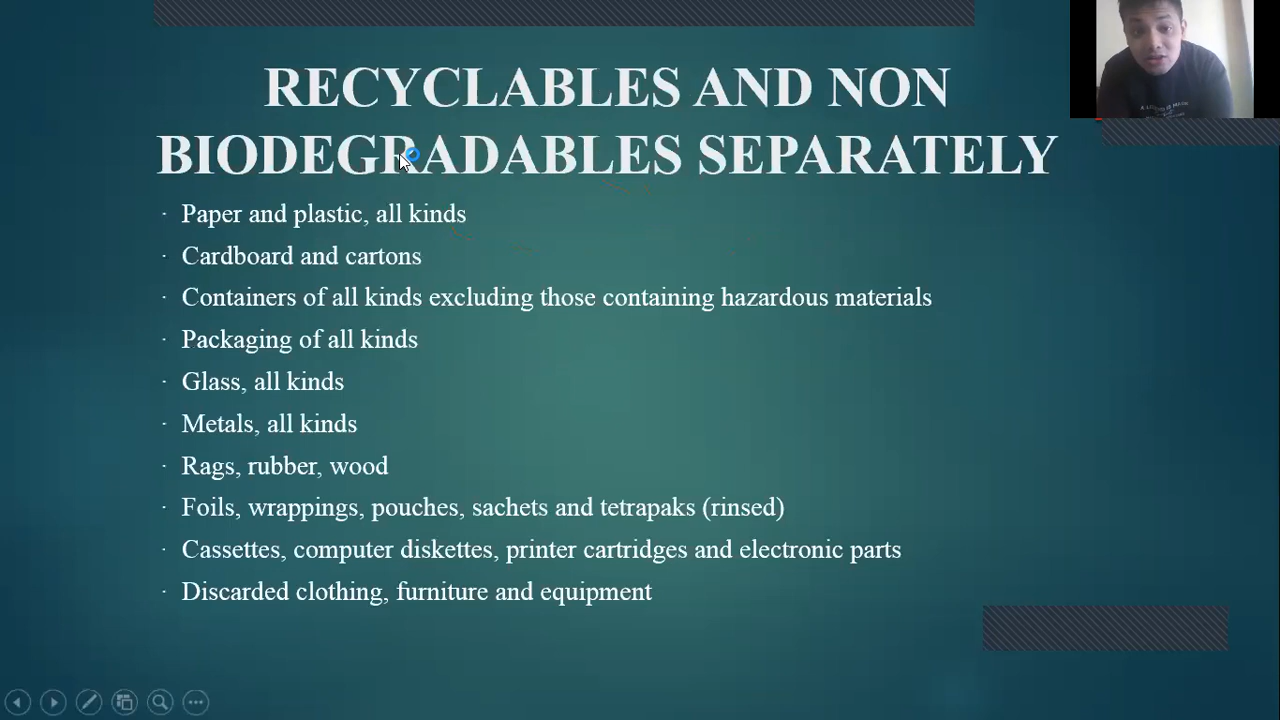 RECYCLABLES AND NON
BIODEGRADABLES SEPARATELY
· Paper and plastic, all kinds
· Cardboard and cartons
· Containers of all kinds excluding those containing hazardous materials
· Packaging of all kinds
· Glass, all kinds
· Metals, all kinds
· Rags, rubber, wood
· Foils, wrappings, pouches, sachets and tetrapaks (rinsed)
· Cassettes, computer diskettes, printer cartridges and electronic parts
· Discarded clothing, furniture and equipment